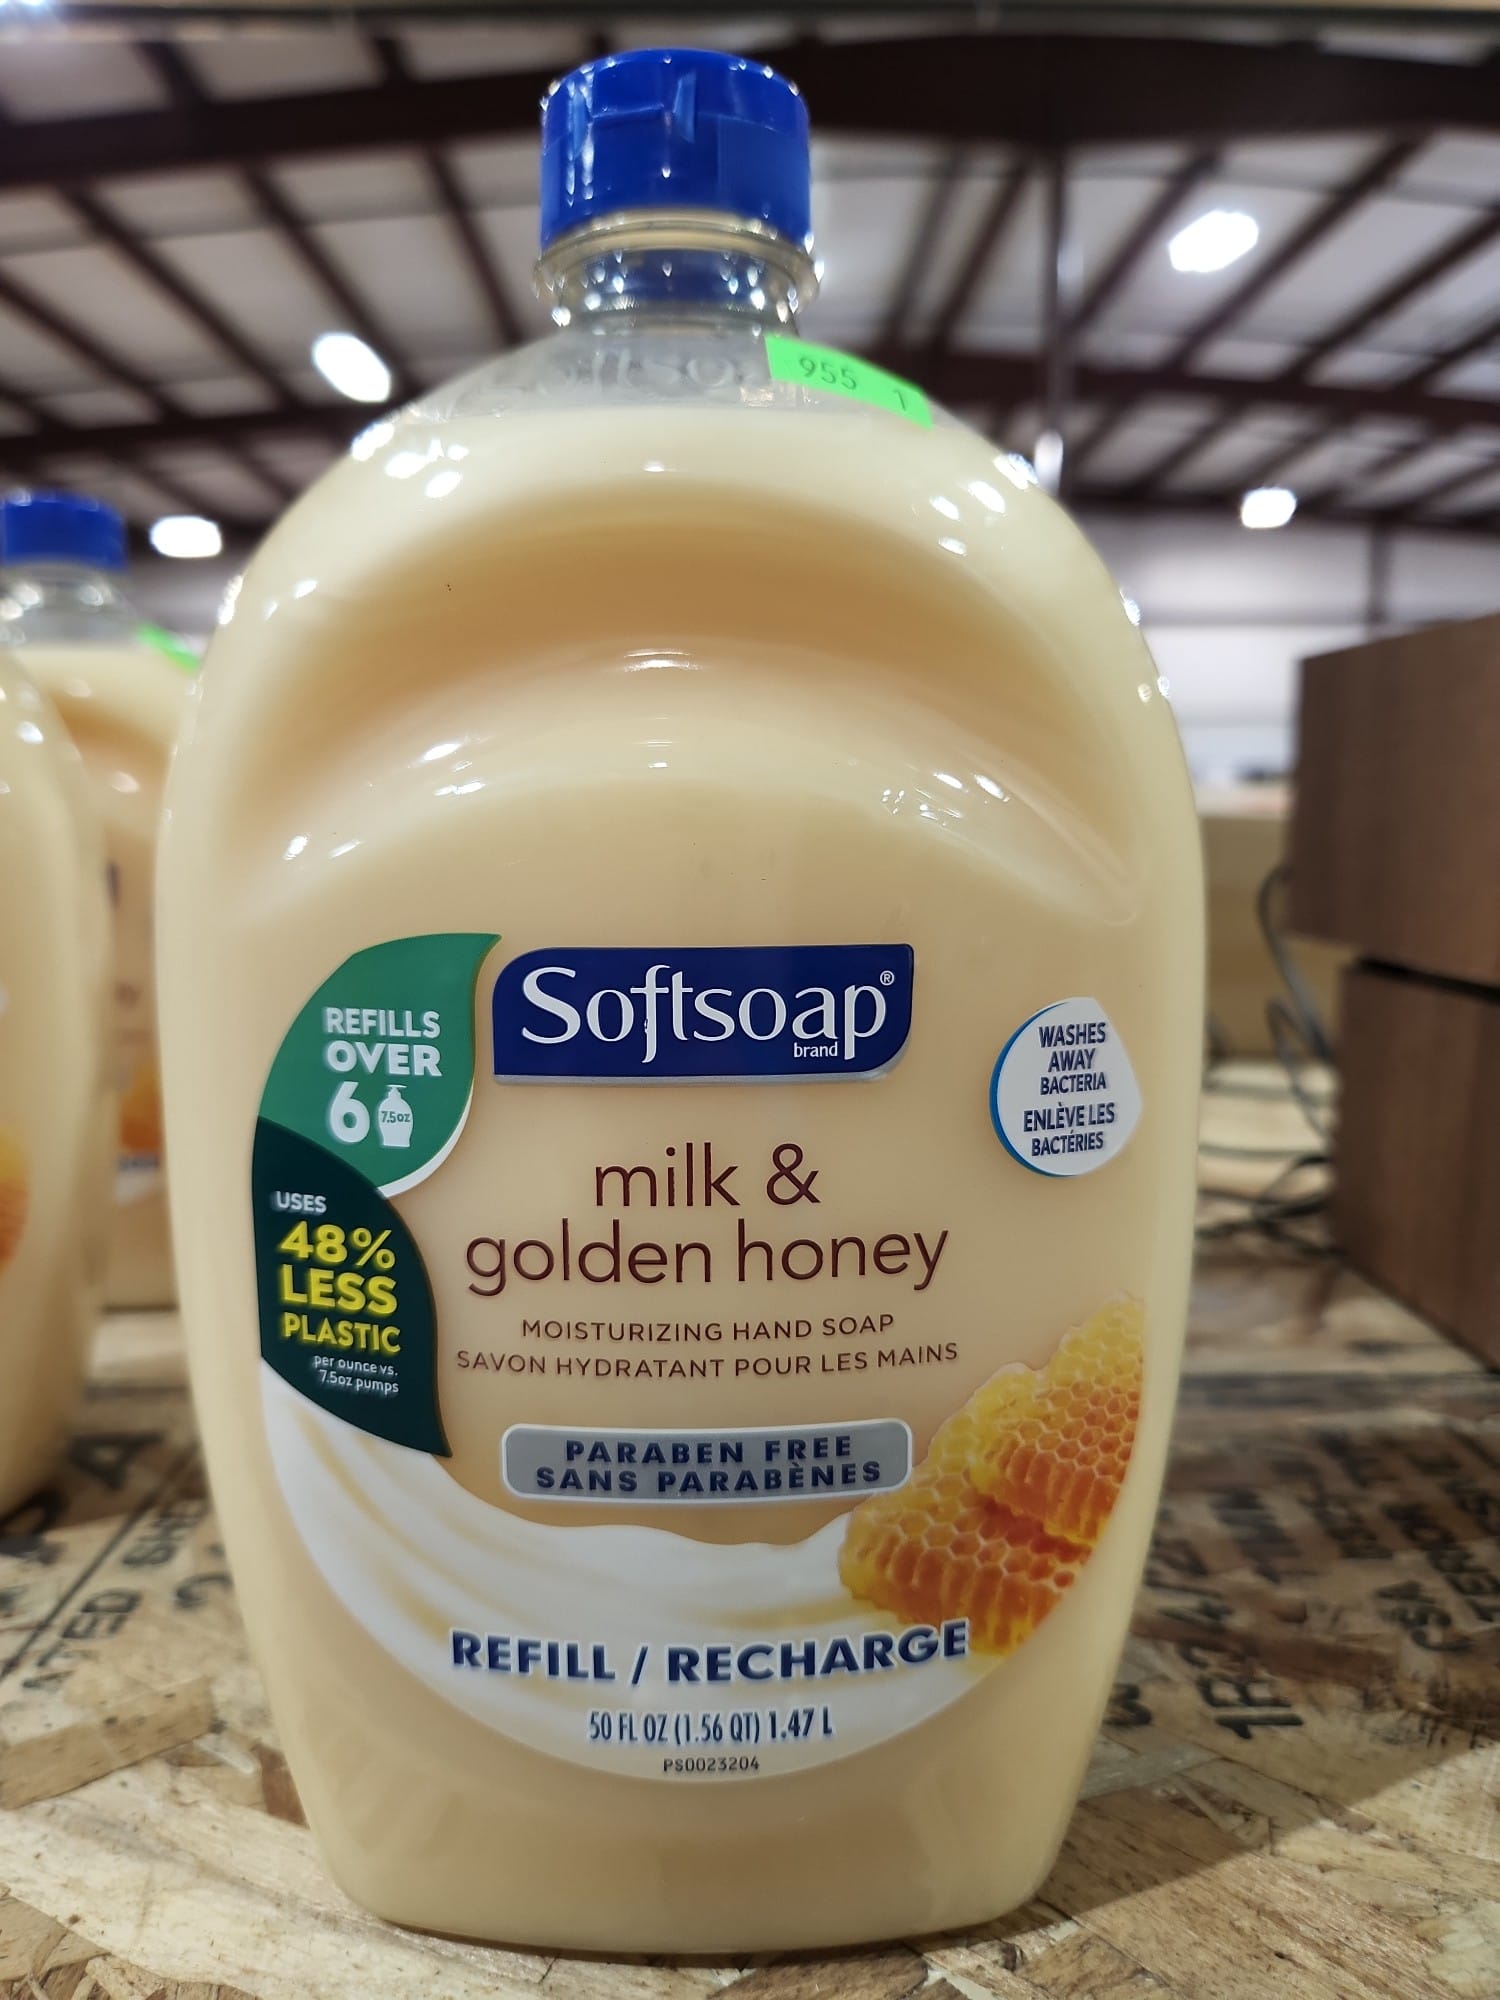 955 1
Softsoap®
brand
REFILLS
OVER
6 7.5oz
USES
48%
LESS
PLASTIC
per ounce vs.
7.5oz pumps
WASHES
AWAY
BACTERIA
ENLÈVE LES
BACTÉRIES
milk &
golden honey
MOISTURIZING HAND SOAP
SAVON HYDRATANT POUR LES MAINS
PARABEN FREE
SANS PARABÈNES
REFILL / RECHARGE
50 FL OZ (1.56 QT) 1.47 L
PS0023204